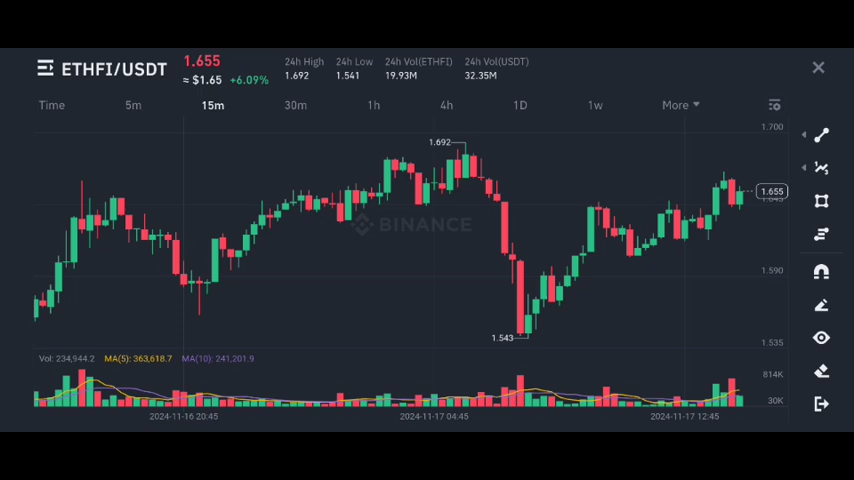 ETHFI/USDT
1.655
≈ $1.65 +6.09%
24h High 24h Low 24h Vol(ETHFI) 24h Vol(USDT)
1.692 1.541 19.93M 32.35M
Time 5m 15m 30m 1h 4h 1D 1w More
1.700
1.692
1.655
1.645
BINANCE
1.590
1.543
1.535
Vol: 234,944.2 MA(5): 363,618.7 MA(10): 241,201.9
814K
30K
2024-11-16 20:45 2024-11-17 04:45 2024-11-17 12:45